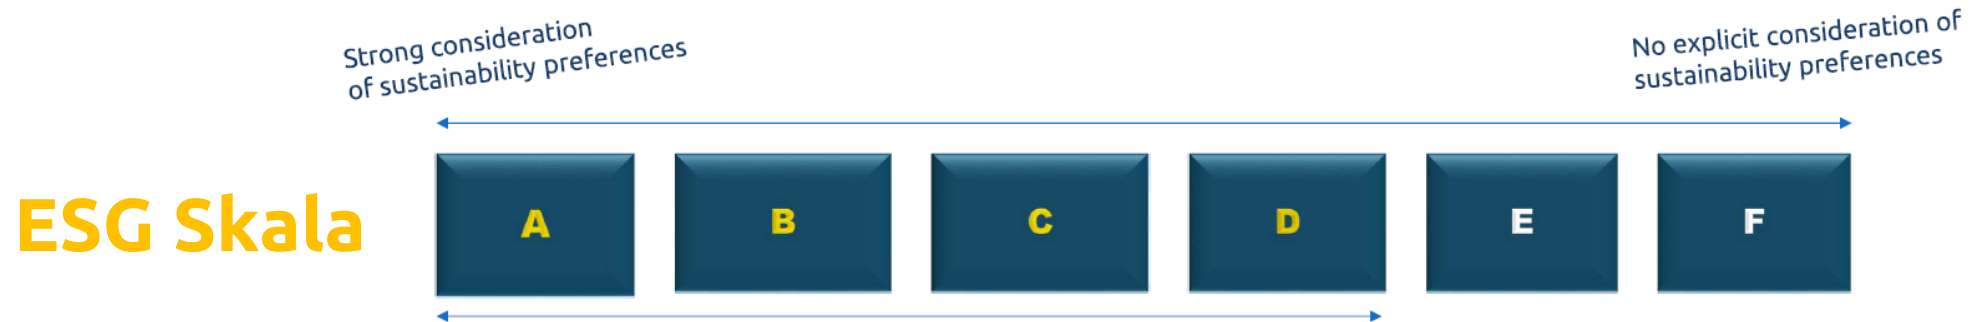 Strong consideration
of sustainability preferences
No explicit consideration of
sustainability preferences
ESG Skala
A
B
C
D
E
F